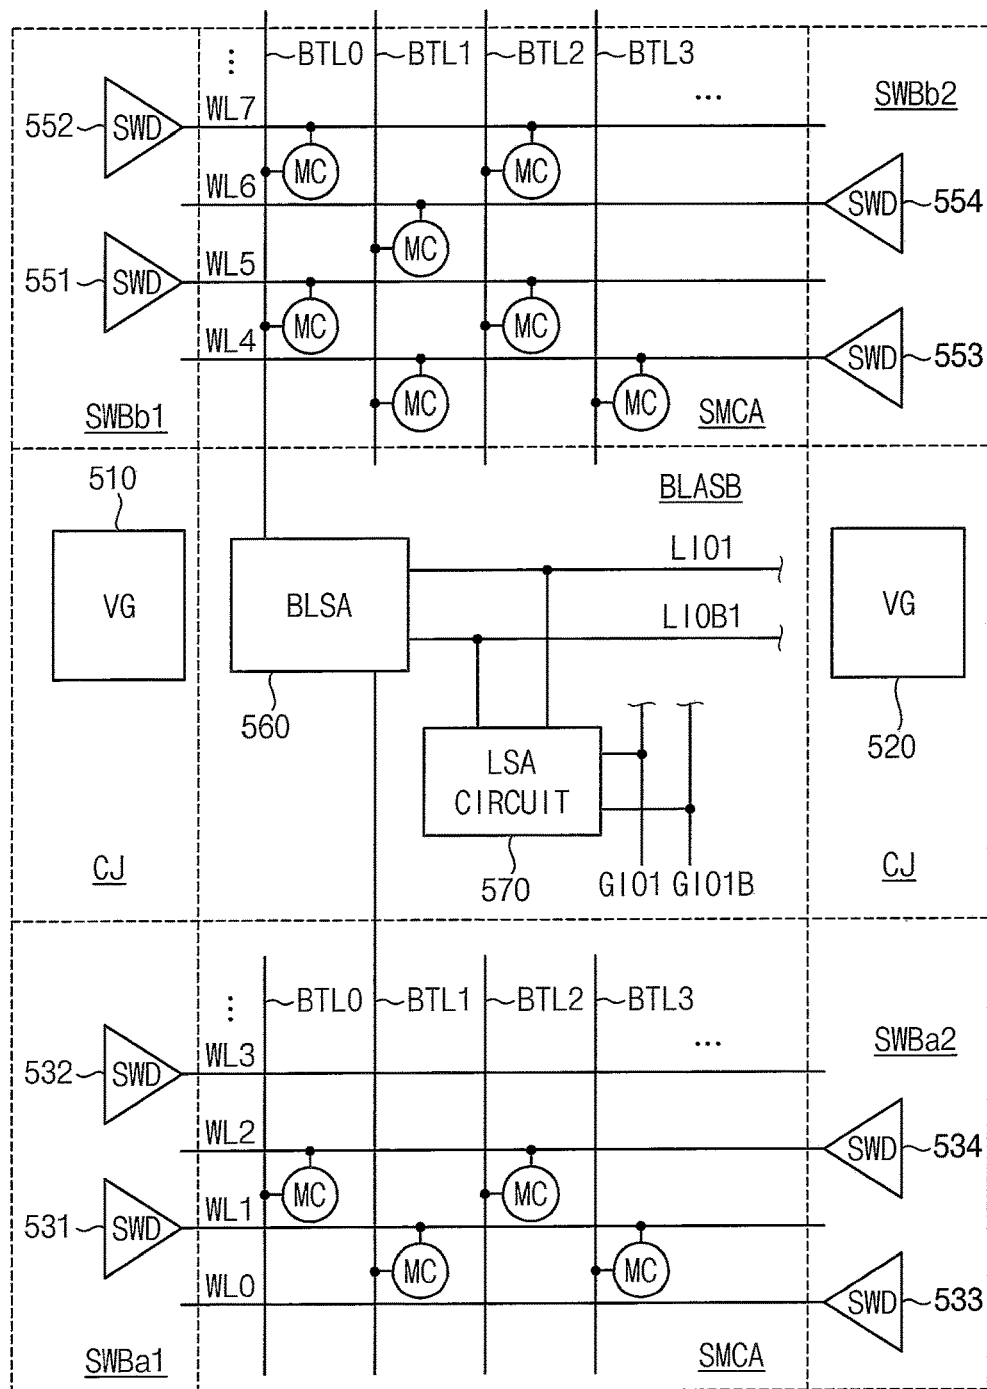 BTL0 BTL1 BTL2 BTL3
⋮
WL7 ... SWBb2
552 SWD
MC MC
WL6 SWD 554
MC
WL5
551 SWD
MC MC
WL4 SWD 553
MC MC
SWBb1 SMCA
510 BLASB
VG BLSA LIO1 VG
LIOB1
560 520
LSA
CIRCUIT
570 GIO1 GIO1B
CJ CJ
BTL0 BTL1 BTL2 BTL3
⋮
WL3 ... SWBa2
532 SWD
WL2 SWD 534
MC MC
WL1
531 SWD
MC MC
WL0 SWD 533
SWBa1 SMCA